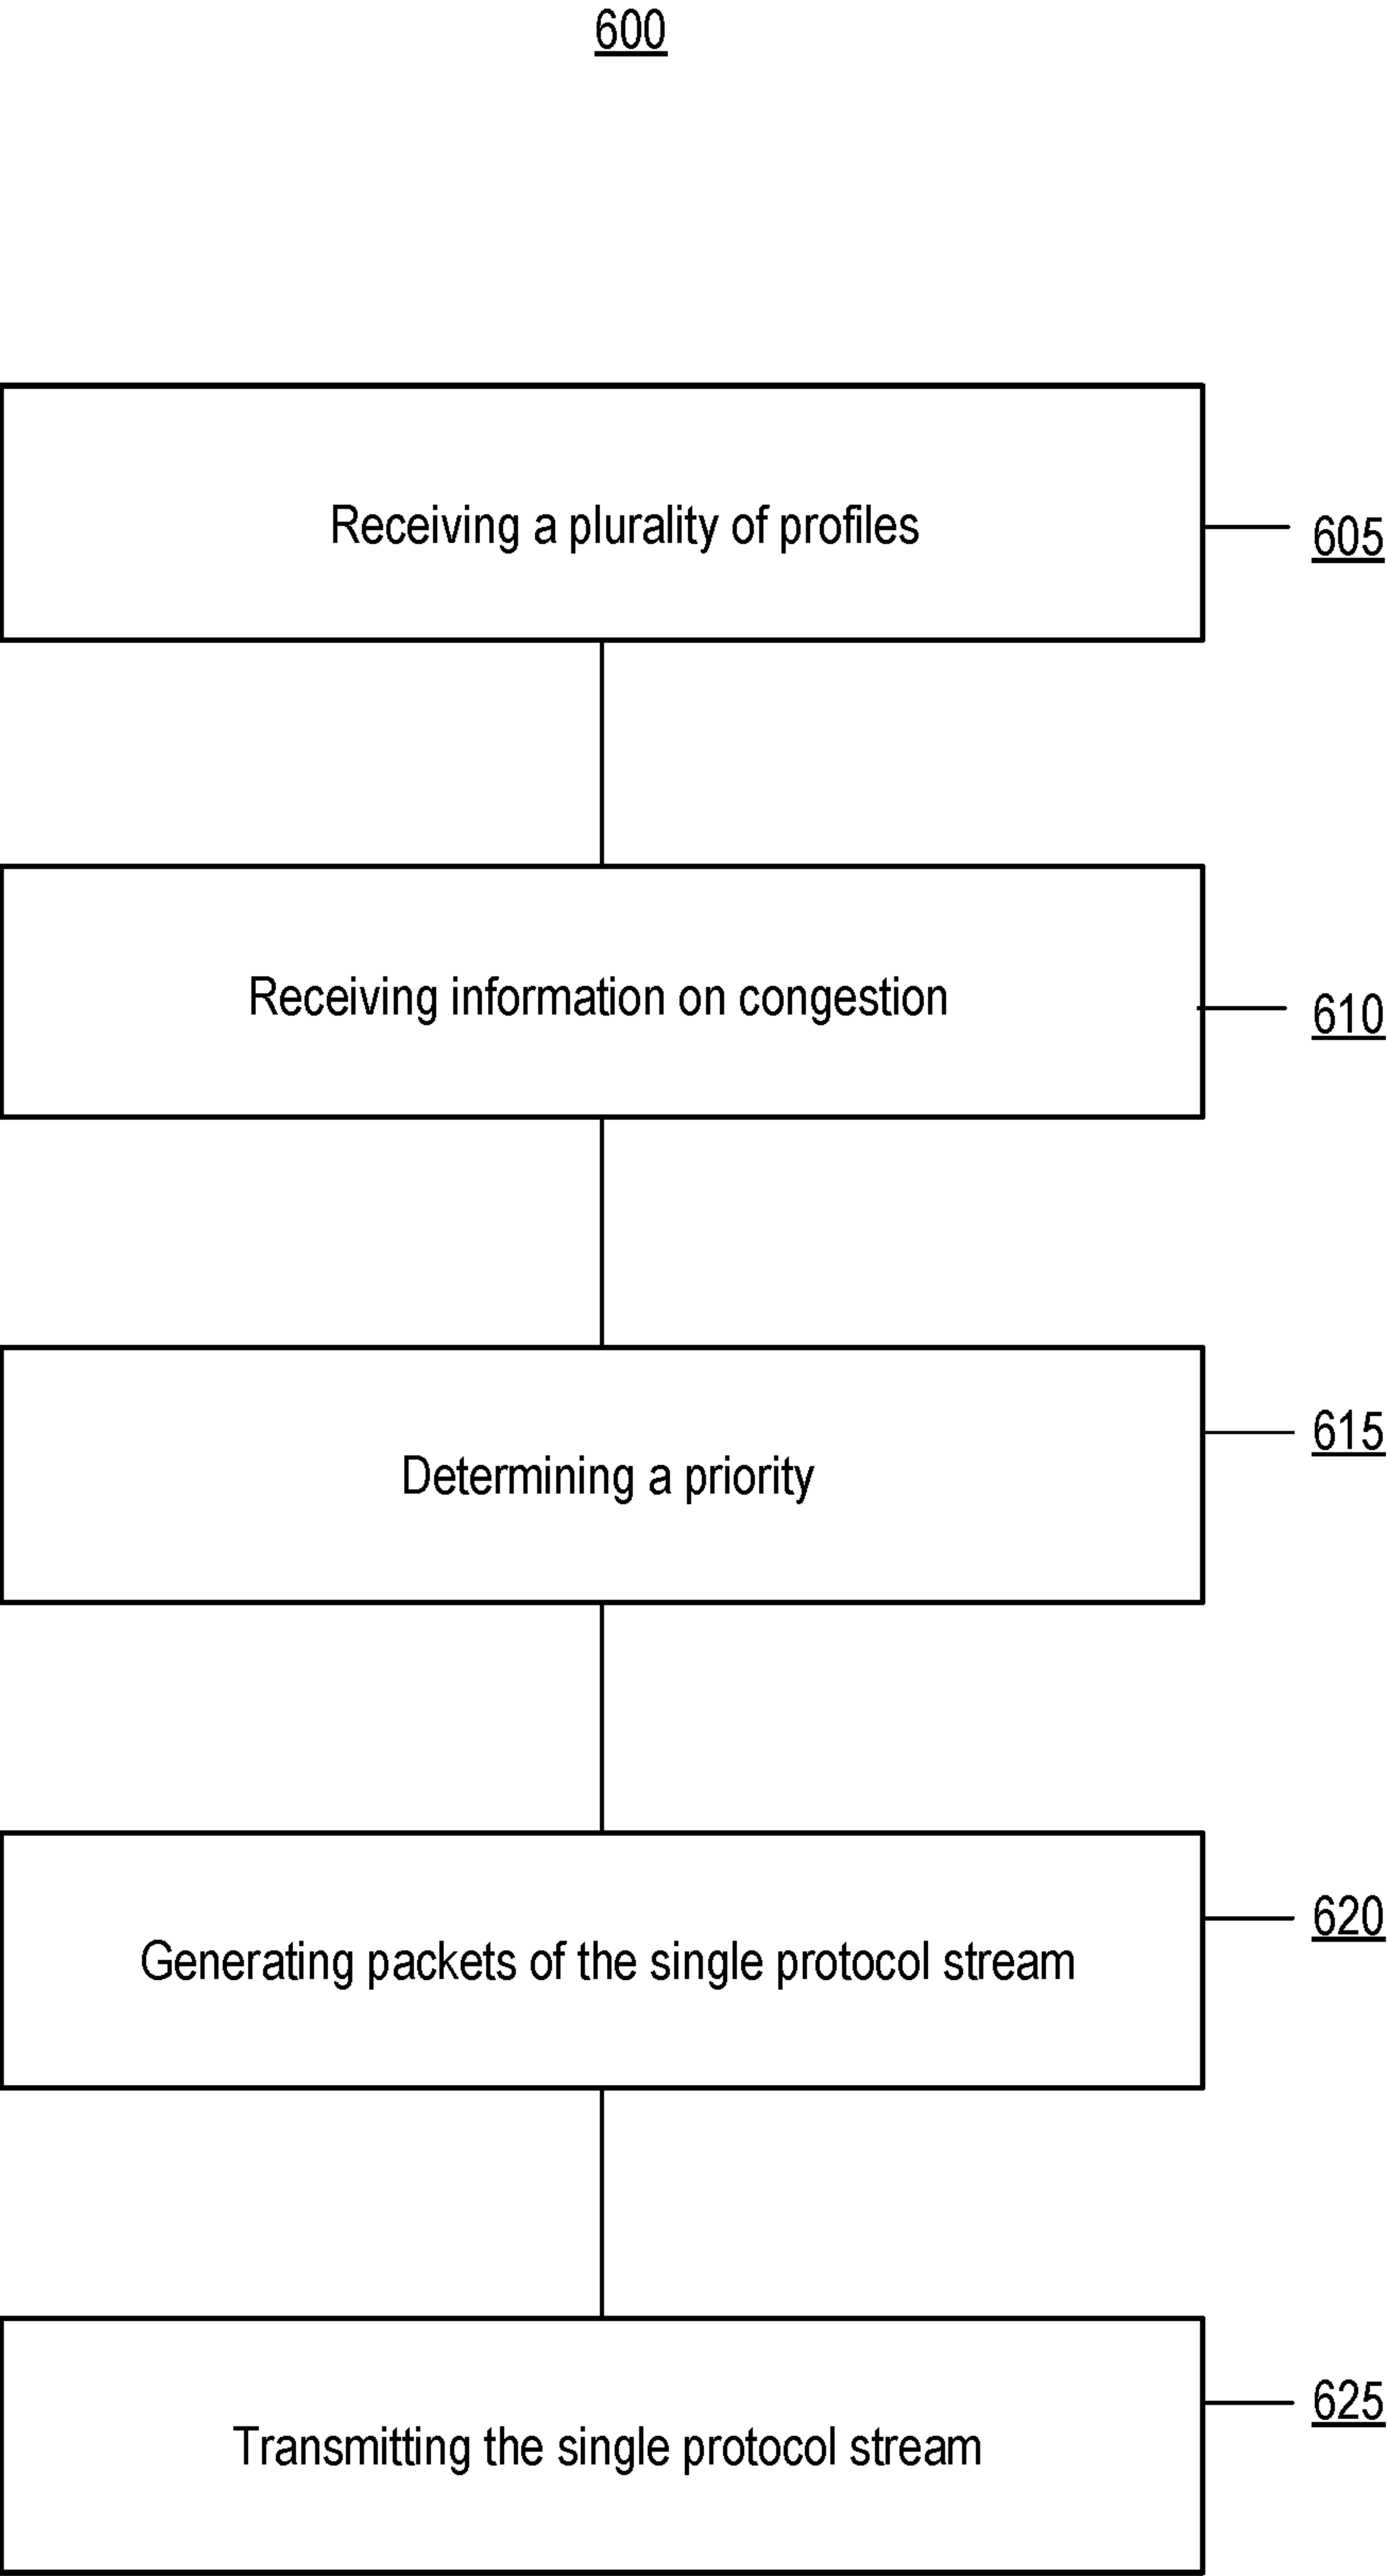 600
Receiving a plurality of profiles
605
Receiving information on congestion
610
Determining a priority
615
Generating packets of the single protocol stream
620
Transmitting the single protocol stream
625